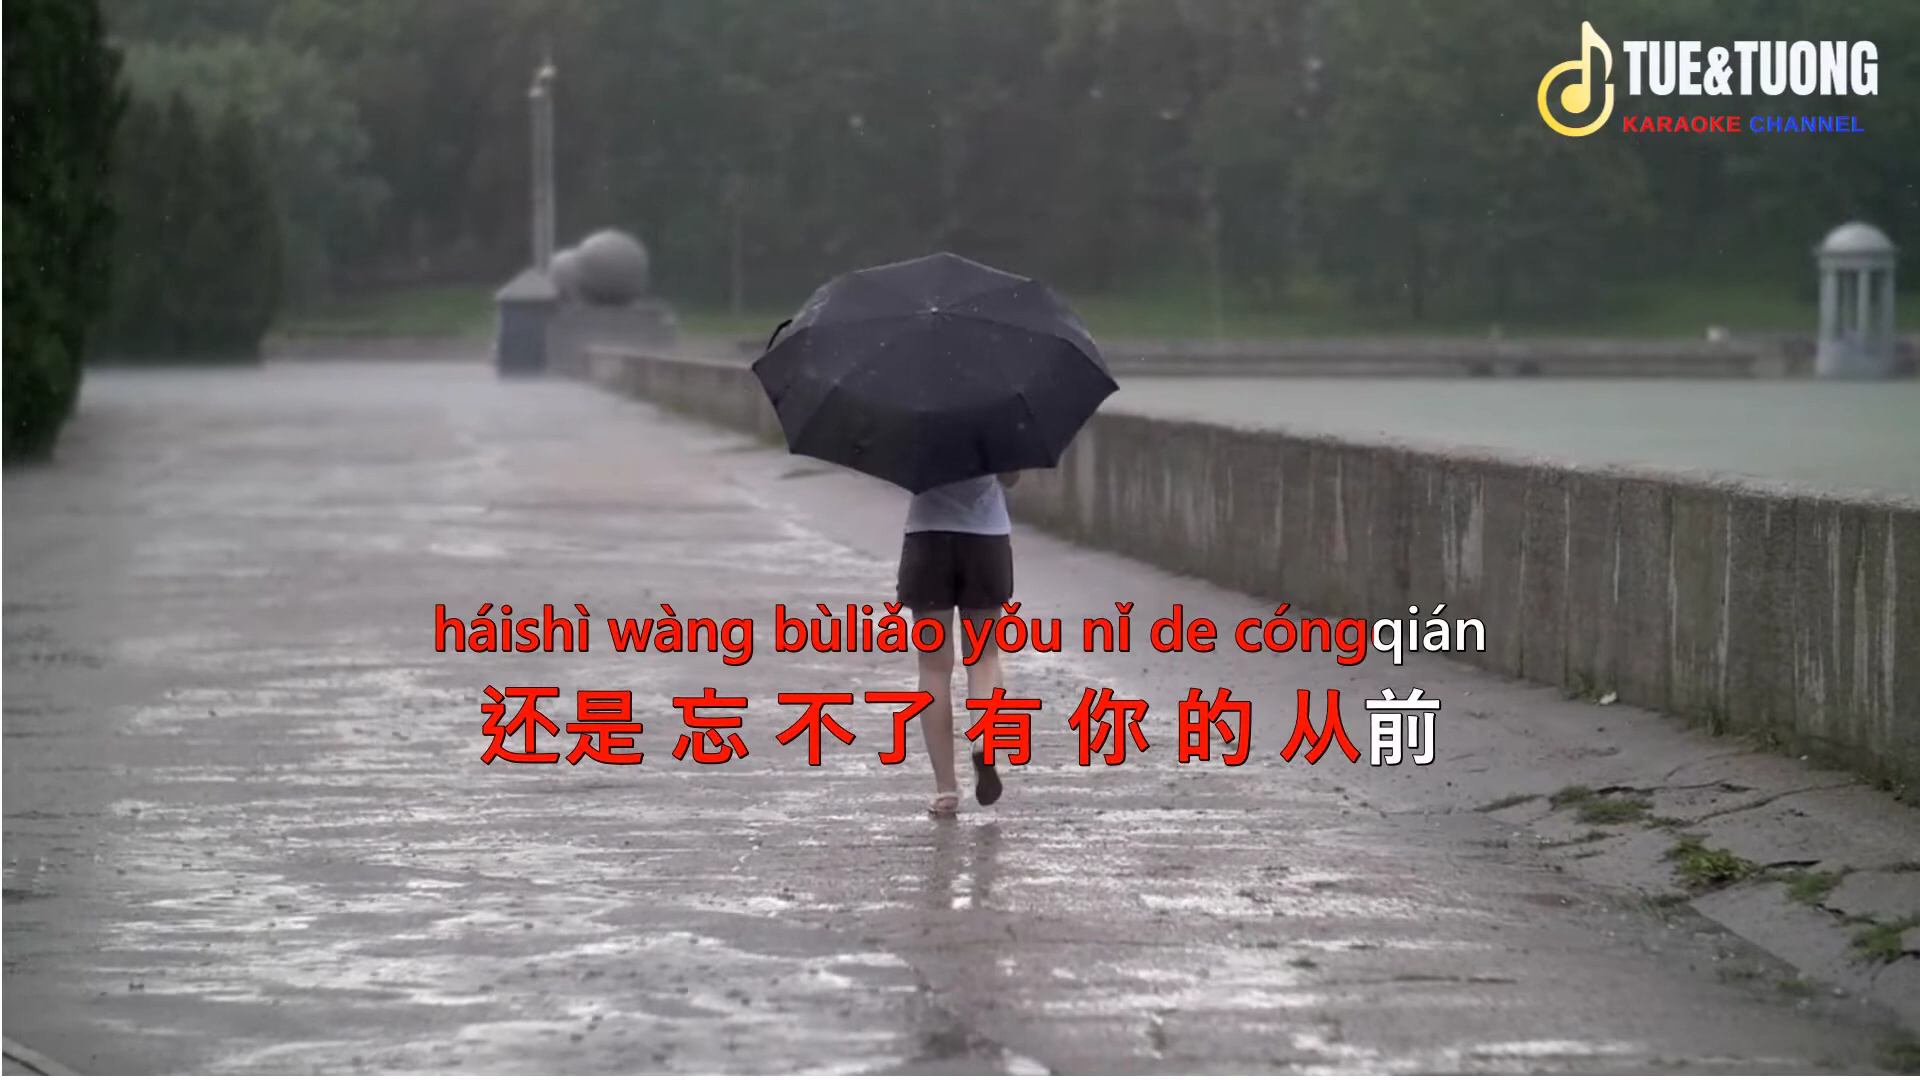 TUE&TUONG
KARAOKE CHANNEL
háishì wàng bùliǎo yǒu nǐ de cóngqián
还是 忘 不了 有 你 的 从前